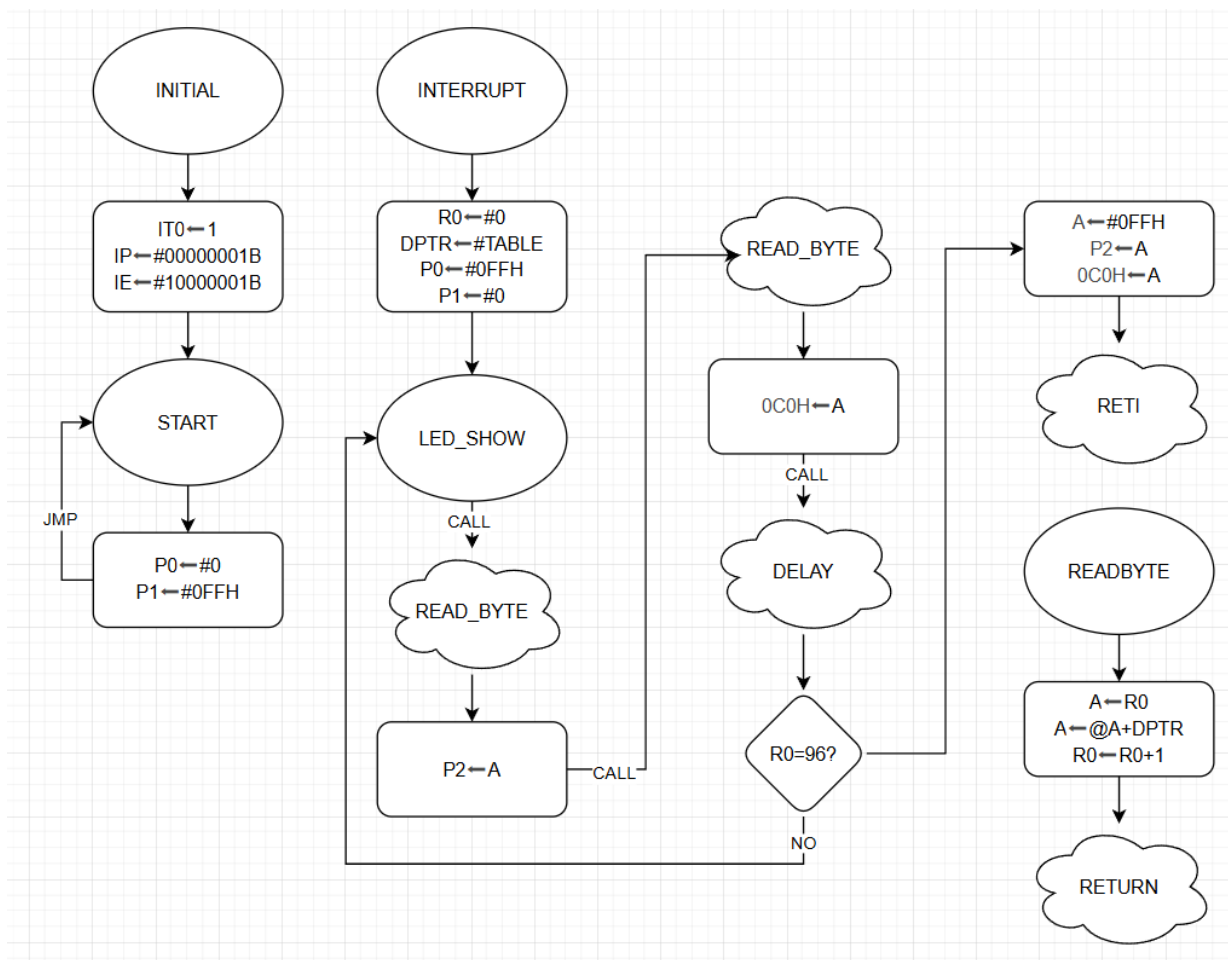 INITIAL
IT0←1
IP←#00000001B
IE←#10000001B
START
JMP
P0←#0
P1←#0FFH
INTERRUPT
R0←#0
DPTR←#TABLE
P0←#0FFH
P1←#0
LED_SHOW
CALL
READ_BYTE
P2←A
CALL
READ_BYTE
0C0H←A
CALL
DELAY
R0=96?
NO
A←#0FFH
P2←A
0C0H←A
RETI
READBYTE
A←R0
A←@A+DPTR
R0←R0+1
RETURN